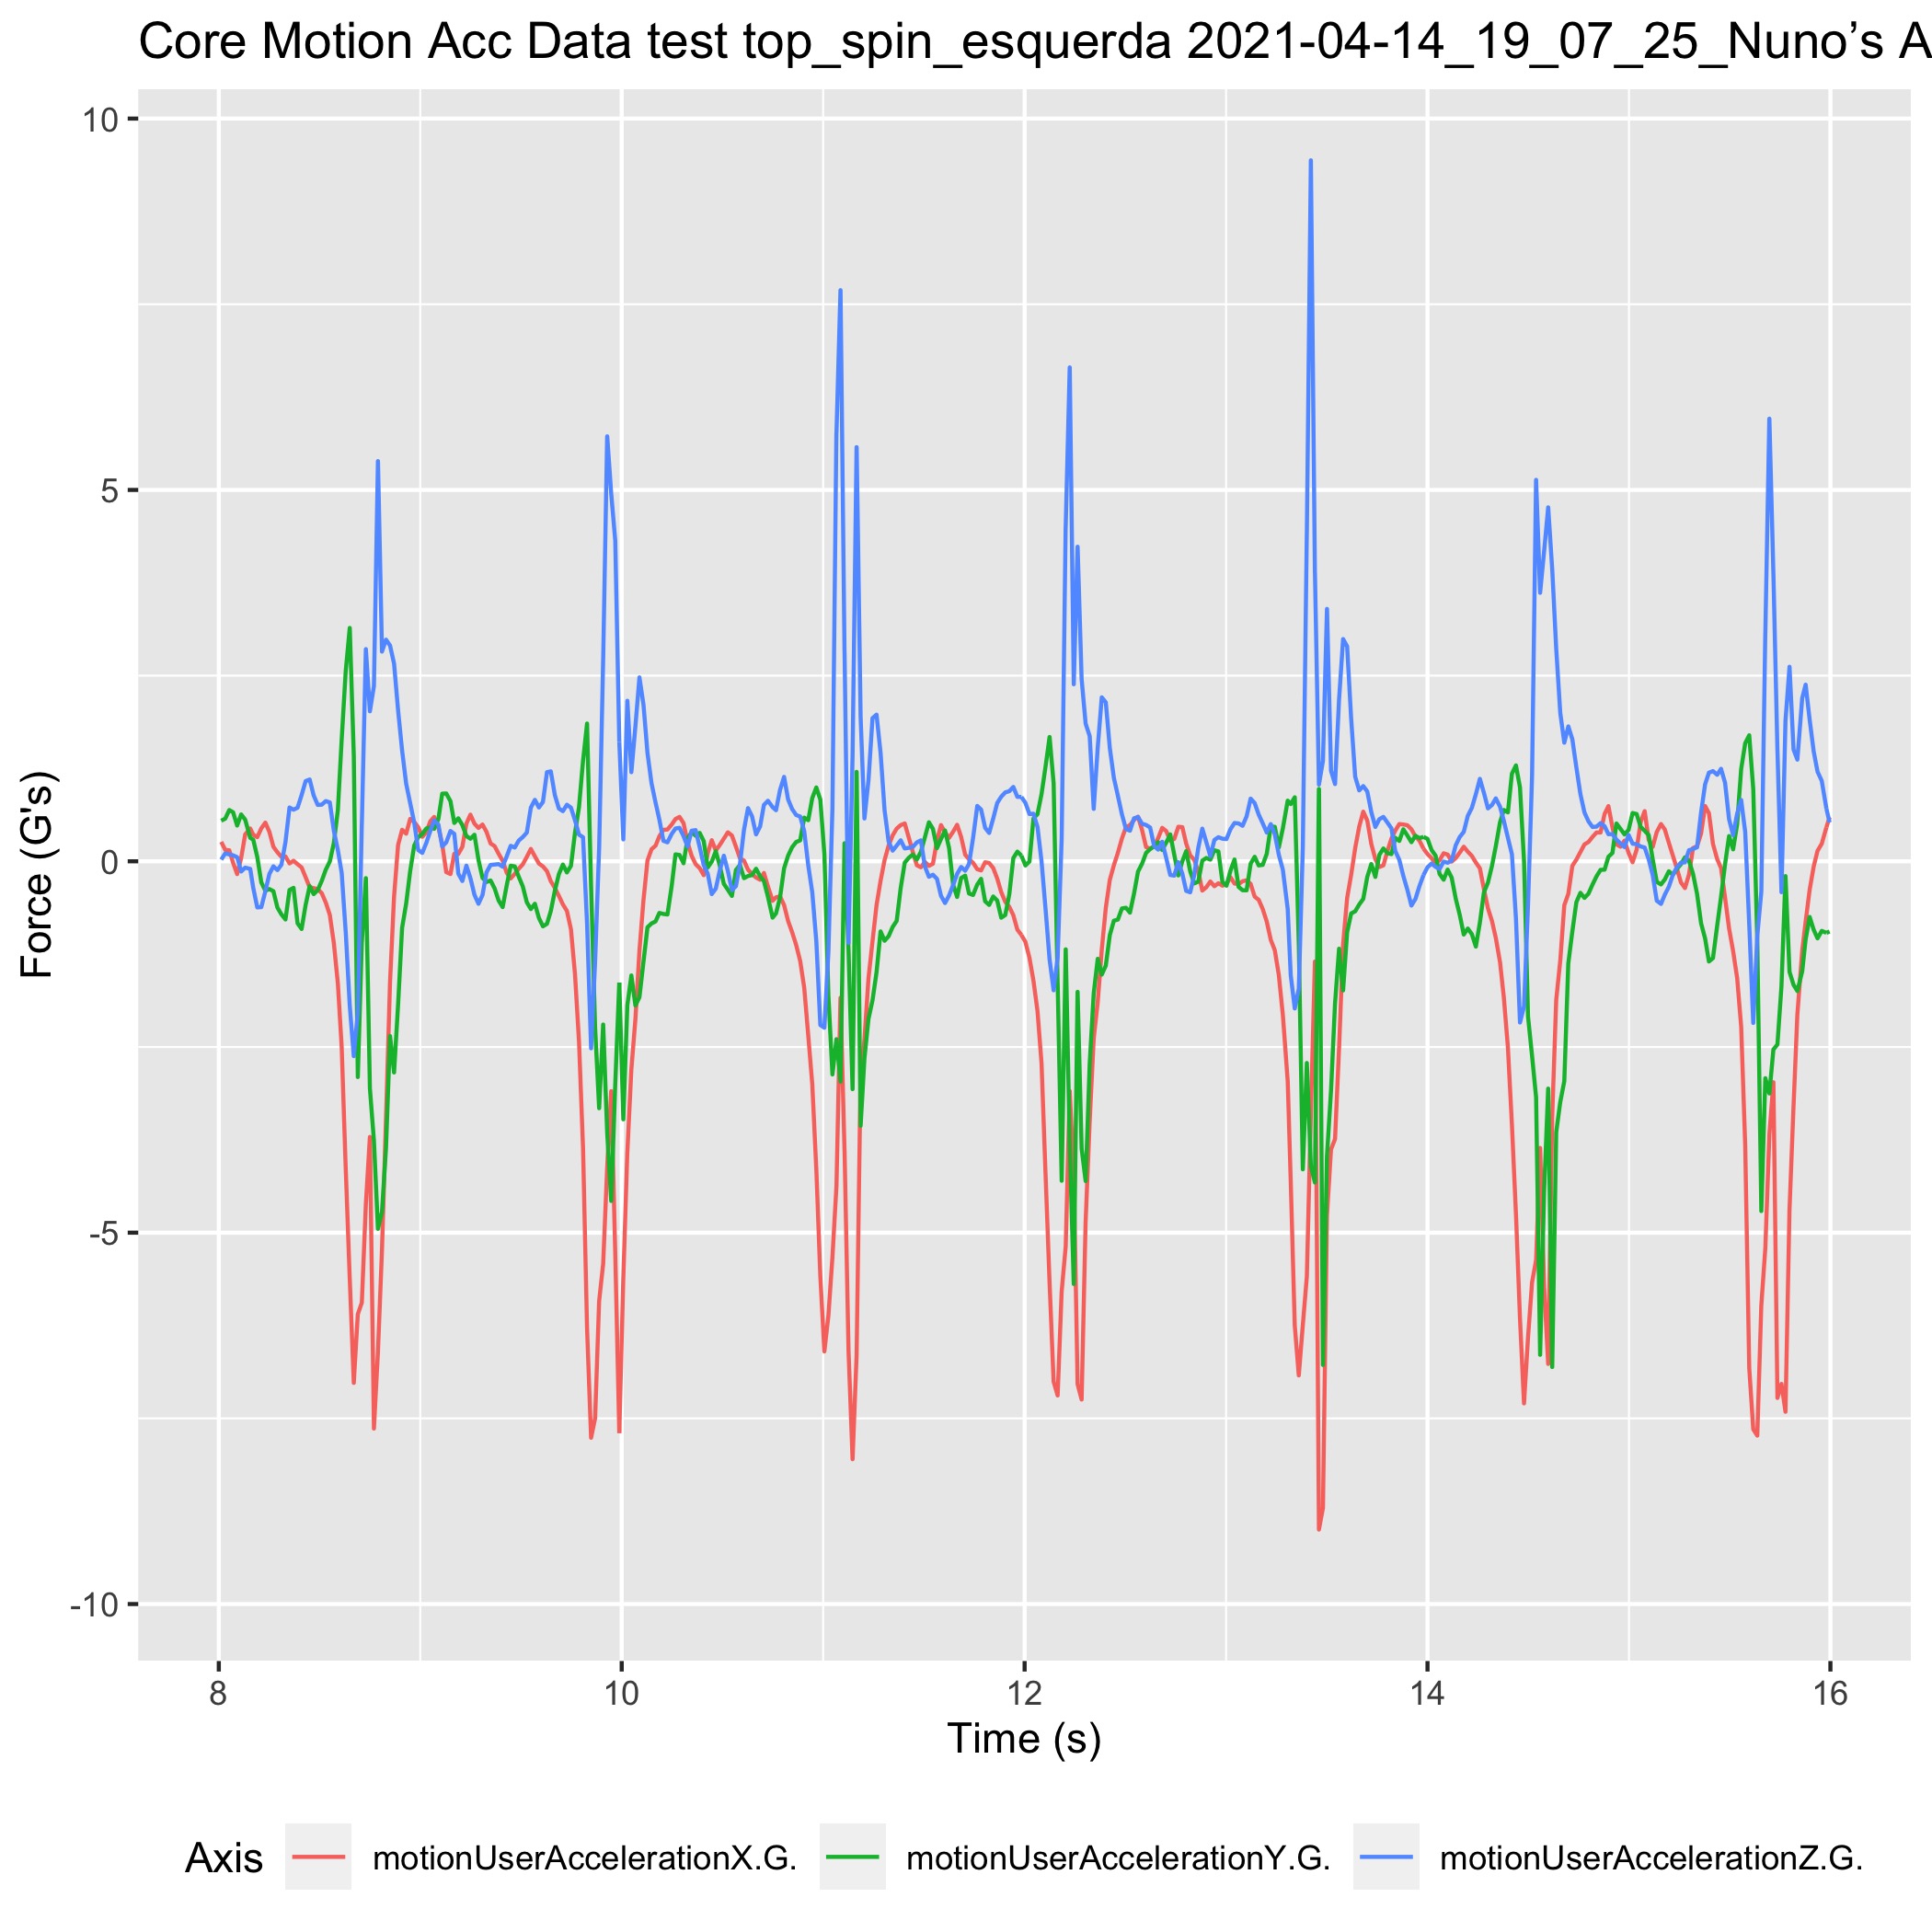 Core Motion Acc Data test top_spin_esquerda 2021-04-14_19_07_25_Nuno’s A
10
5
0
-5
-10
Force (G's)
8 10 12 14 16
Time (s)
Axis motionUserAccelerationX.G. motionUserAccelerationY.G. motionUserAccelerationZ.G.